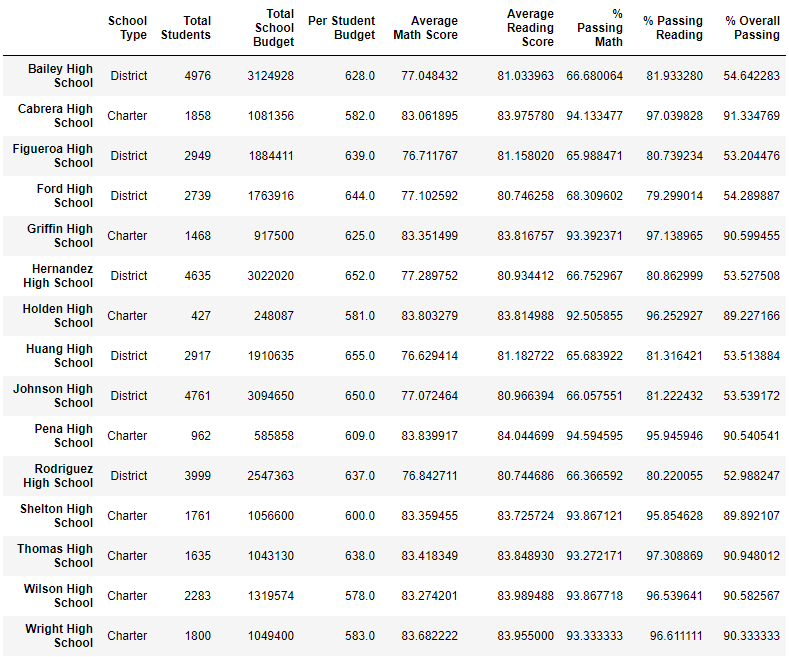 School Type Total Students Total School Budget Per Student Budget Average Math Score Average Reading Score % Passing Math % Passing Reading % Overall Passing
Bailey High School District 4976 3124928 628.0 77.048432 81.033963 66.680064 81.933280 54.642283
Cabrera High School Charter 1858 1081356 582.0 83.061895 83.975780 94.133477 97.039828 91.334769
Figueroa High School District 2949 1884411 639.0 76.711767 81.158020 65.988471 80.739234 53.204476
Ford High School District 2739 1763916 644.0 77.102592 80.746258 68.309602 79.299014 54.289887
Griffin High School Charter 1468 917500 625.0 83.351499 83.816757 93.392371 97.138965 90.599455
Hernandez High School District 4635 3022020 652.0 77.289752 80.934412 66.752967 80.862999 53.527508
Holden High School Charter 427 248087 581.0 83.803279 83.814988 92.505855 96.252927 89.227166
Huang High School District 2917 1910635 655.0 76.629414 81.182722 65.683922 81.316421 53.513884
Johnson High School District 4761 3094650 650.0 77.072464 80.966394 66.057551 81.222432 53.539172
Pena High School Charter 962 585858 609.0 83.839917 84.044699 94.594595 95.945946 90.540541
Rodriguez High School District 3999 2547363 637.0 76.842711 80.744686 66.366592 80.220055 52.988247
Shelton High School Charter 1761 1056600 600.0 83.359455 83.725724 93.867121 95.854628 89.892107
Thomas High School Charter 1635 1043130 638.0 83.418349 83.848930 93.272171 97.308869 90.948012
Wilson High School Charter 2283 1319574 578.0 83.274201 83.989488 93.867718 96.539641 90.582567
Wright High School Charter 1800 1049400 583.0 83.682222 83.955000 93.333333 96.611111 90.333333